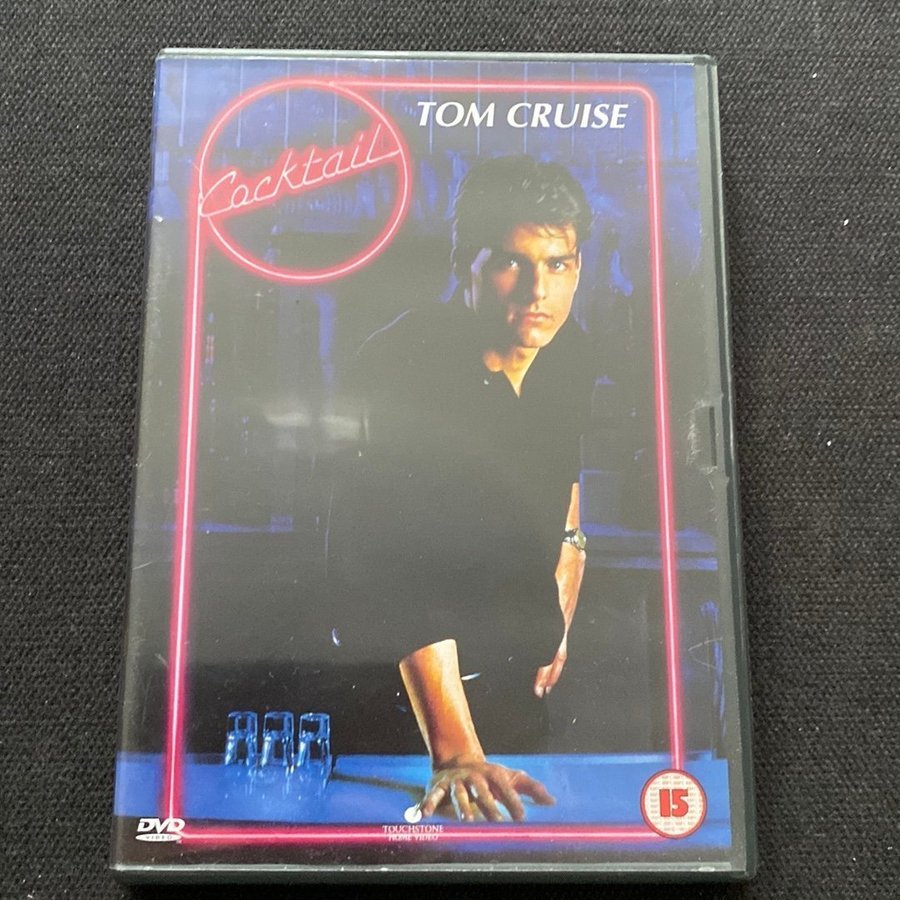 TOM CRUISE
Cocktail
DVD
VIDEO
TOUCHSTONE
HOME VIDEO
15